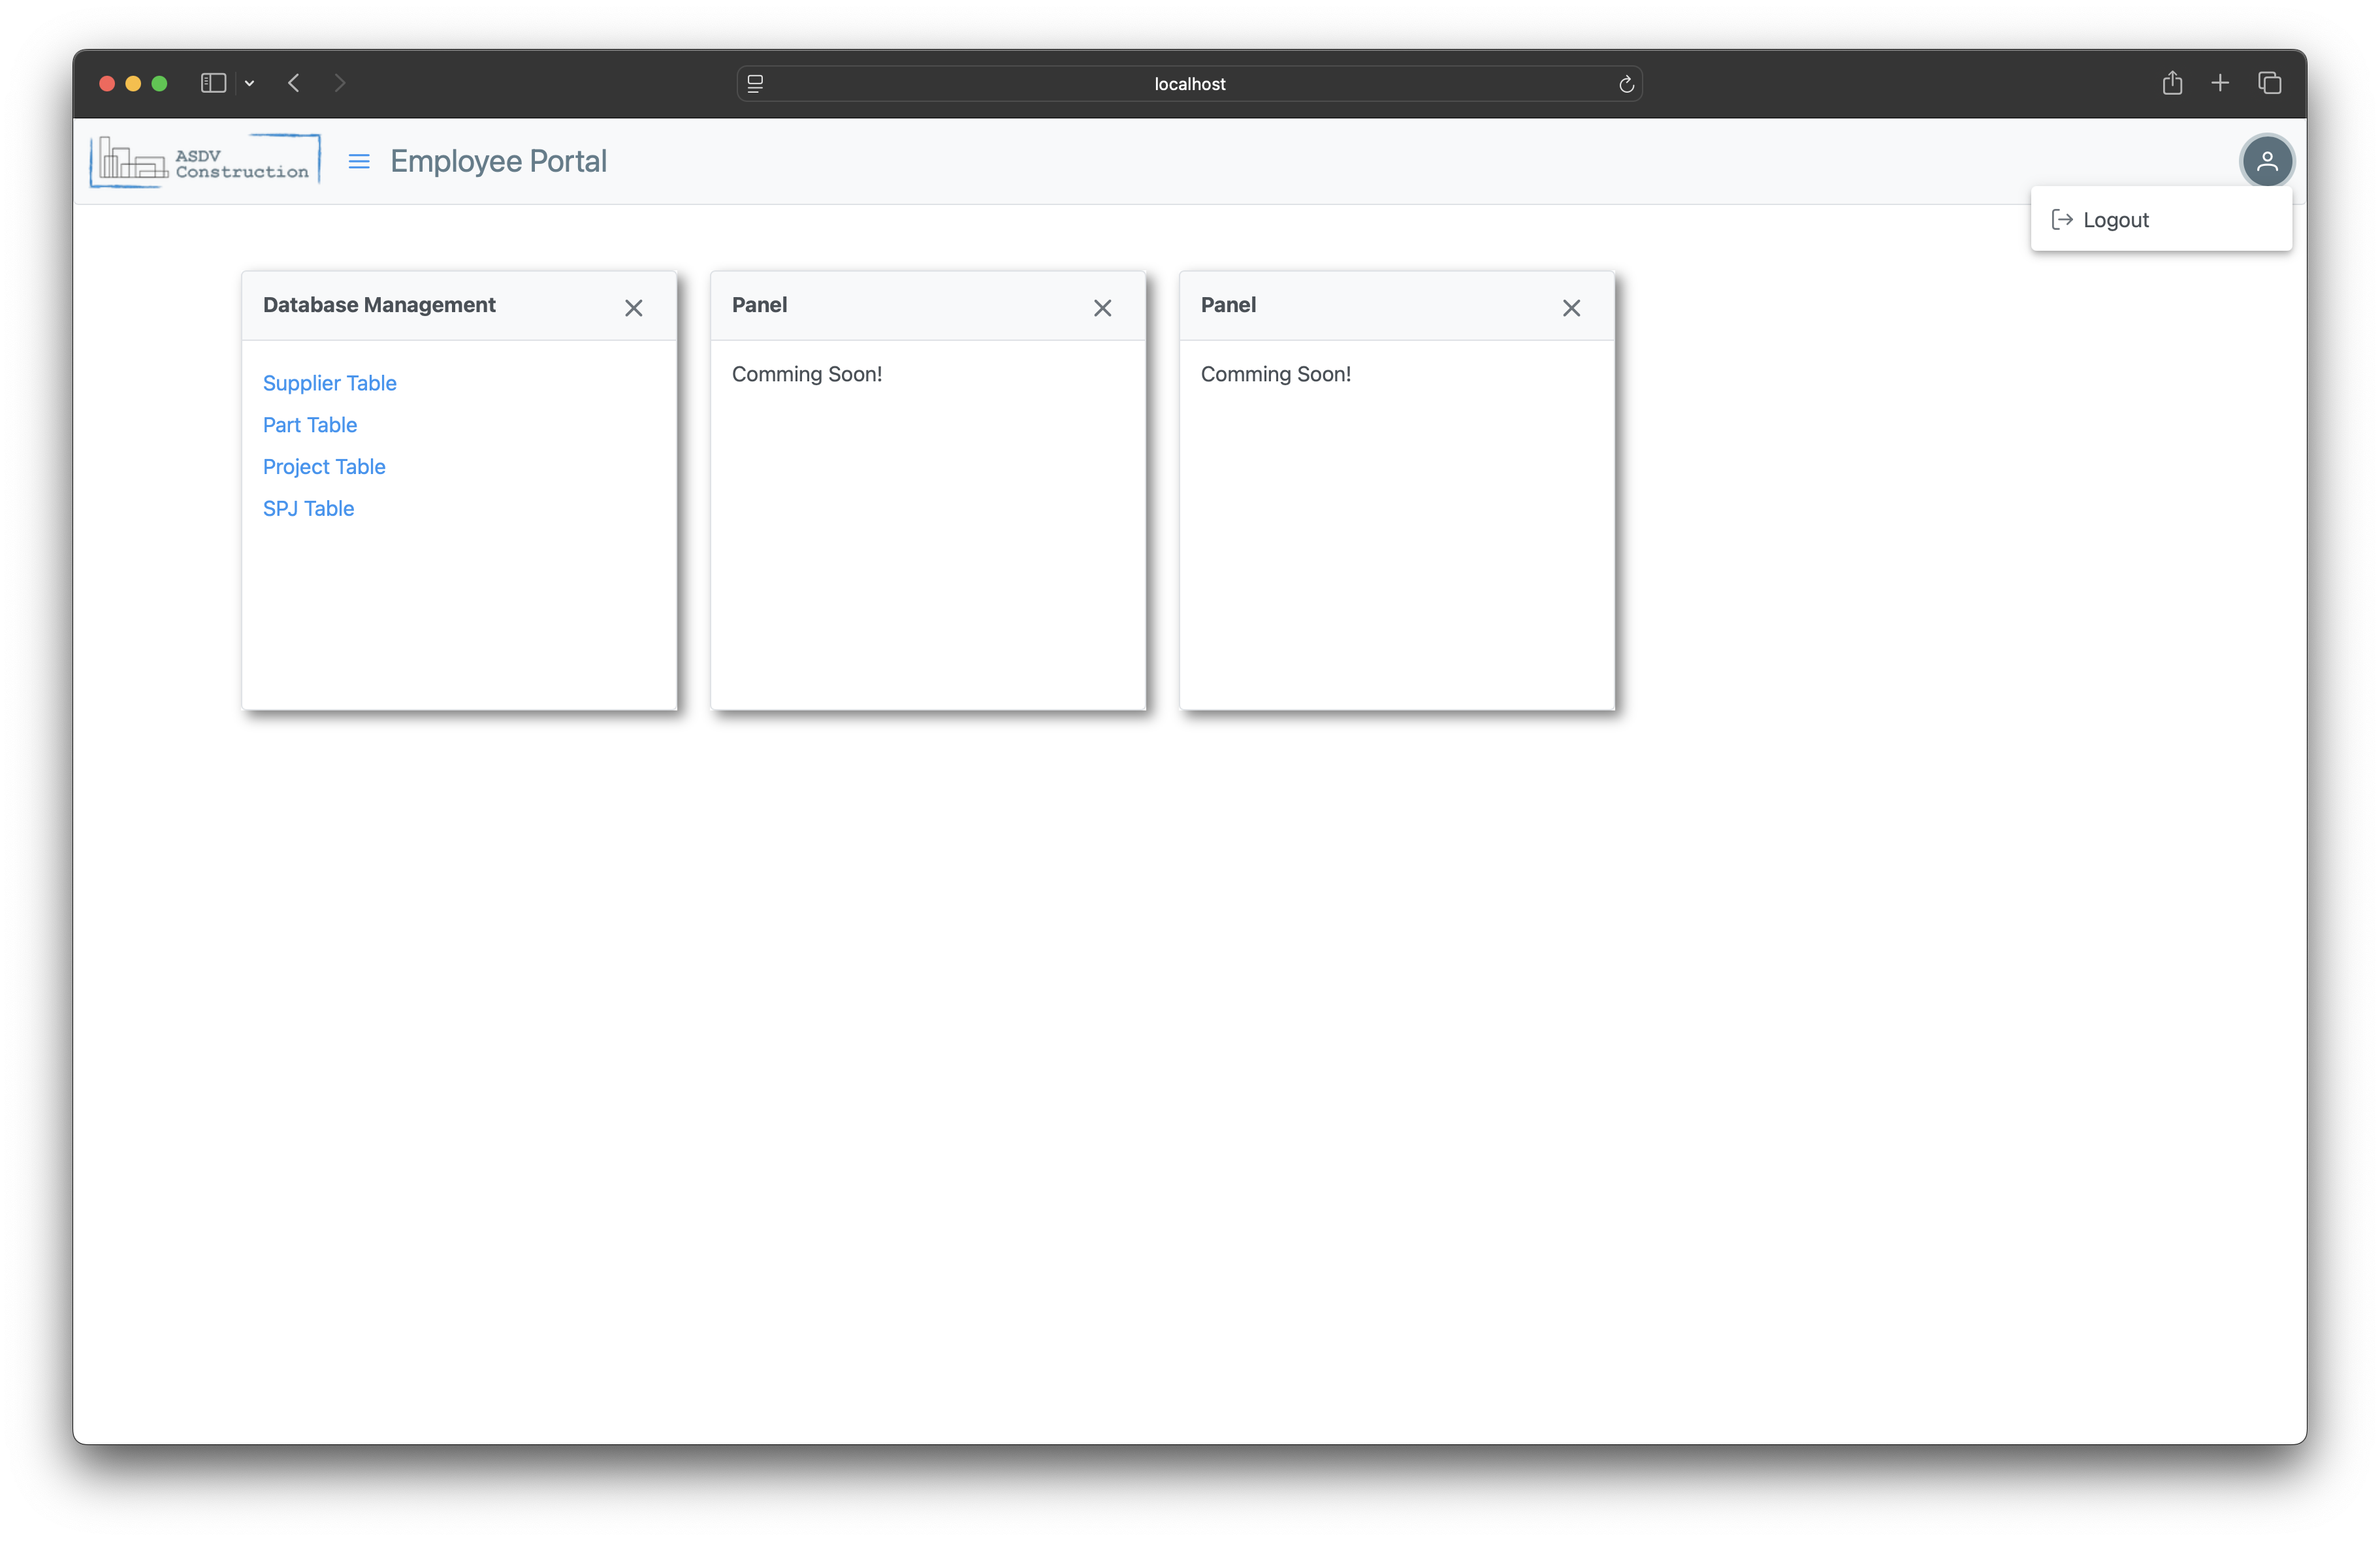 localhost
ASDV
Construction
Employee Portal
Logout
Database Management
Supplier Table
Part Table
Project Table
SPJ Table
Panel
Comming Soon!
Panel
Comming Soon!